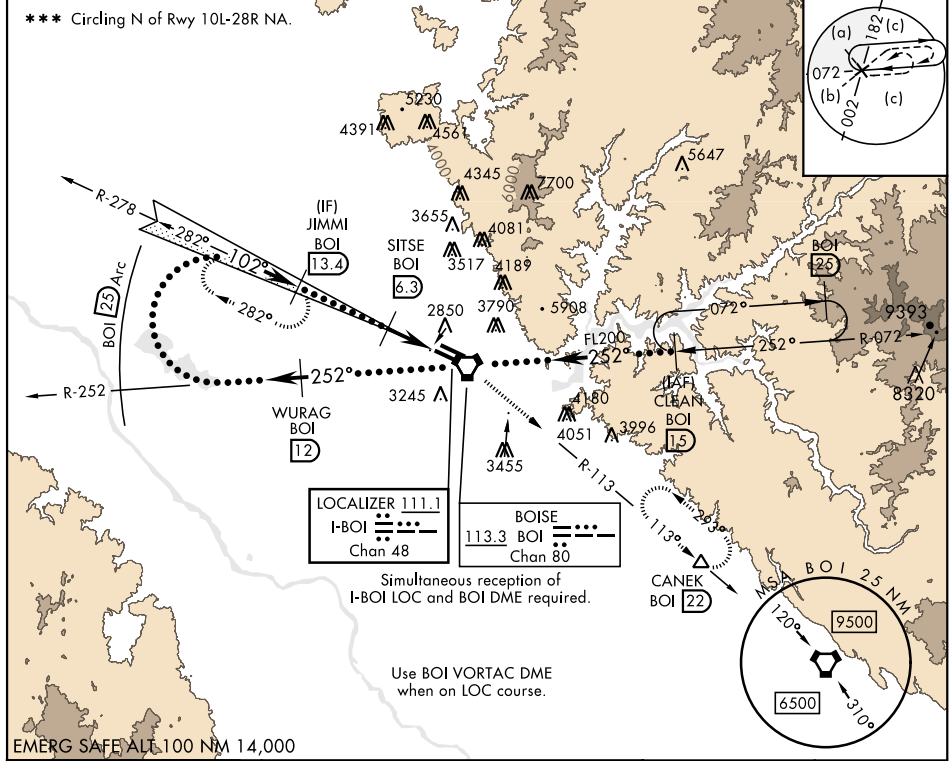 *** Circling N of Rwy 10L-28R NA.
(a)
182
(c)
072
(b)
(c)
002
5230
4391
4561
4000
5647
4345
6000
7700
R-278
(IF)
JIMMI
BOI
13.4
3655
4081
SITSE
BOI
6.3
3517
4189
BOI
25
282°
102°
BOI 25 Arc
282°
2850
3790
5908
072°
9393
FL200
252°
252°
R-072
252°
R-252
3245
(IAF)
CLEAN
BOI
15
8320
WURAG
BOI
12
4180
4051
3996
3455
R-113
LOCALIZER 111.1
I-BOI
Chan 48
BOISE
113.3 BOI
Chan 80
293°
113°
Simultaneous reception of
I-BOI LOC and BOI DME required.
CANEK
BOI 22
MSA BOI 25 NM
120°
9500
Use BOI VORTAC DME
when on LOC course.
6500
310°
EMERG SAFE ALT 100 NM 14,000